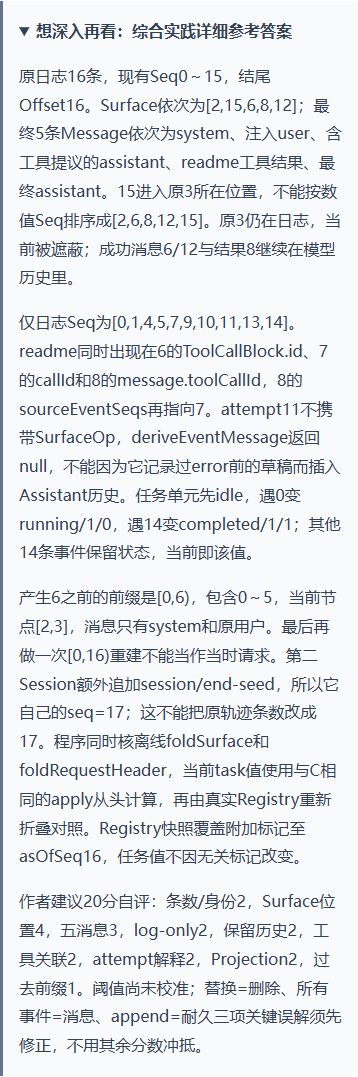 ▼ 想深入再看：综合实践详细参考答案
原日志16条，现有Seq0～15，结尾
Offset16。Surface依次为[2,15,6,8,12]；最
终5条Message依次为system、注入user、含
工具提议的assistant、readme工具结果、最
终assistant。15进入原3所在位置，不能按数
值Seq排序成[2,6,8,12,15]。原3仍在日志，当
前被遮蔽；成功消息6/12与结果8继续在模型
历史里。
仅日志Seq为[0,1,4,5,7,9,10,11,13,14]。
readme同时出现在6的ToolCallBlock.id、7
的callId和8的message.toolCallId，8的
sourceEventSeqs再指向7。attempt11不携
带SurfaceOp，deriveEventMessage返回
null，不能因为它记录过error前的草稿而插入
Assistant历史。任务单元先idle，遇0变
running/1/0，遇14变completed/1/1；其他
14条事件保留状态，当前即该值。
产生6之前的前缀是[0,6)，包含0～5，当前节
点[2,3]，消息只有system和原用户。最后再
做一次[0,16)重建不能当作当时请求。第二
Session额外追加session/end-seed，所以它
自己的seq=17；这不能把原轨迹条数改成
17。程序同时核离线foldSurface和
foldRequestHeader，当前task值使用与C相
同的apply从头计算，再由真实Registry重新
折叠对照。Registry快照覆盖附加标记至
asOfSeq16，任务值不因无关标记改变。
作者建议20分自评：条数/身份2，Surface位
置4，五消息3，log-only2，保留历史2，工
具关联2，attempt解释2，Projection2，过
去前缀1。阈值尚未校准；替换=删除、所有
事件=消息、append=耐久三项关键误解须先
修正，不用其余分数冲抵。